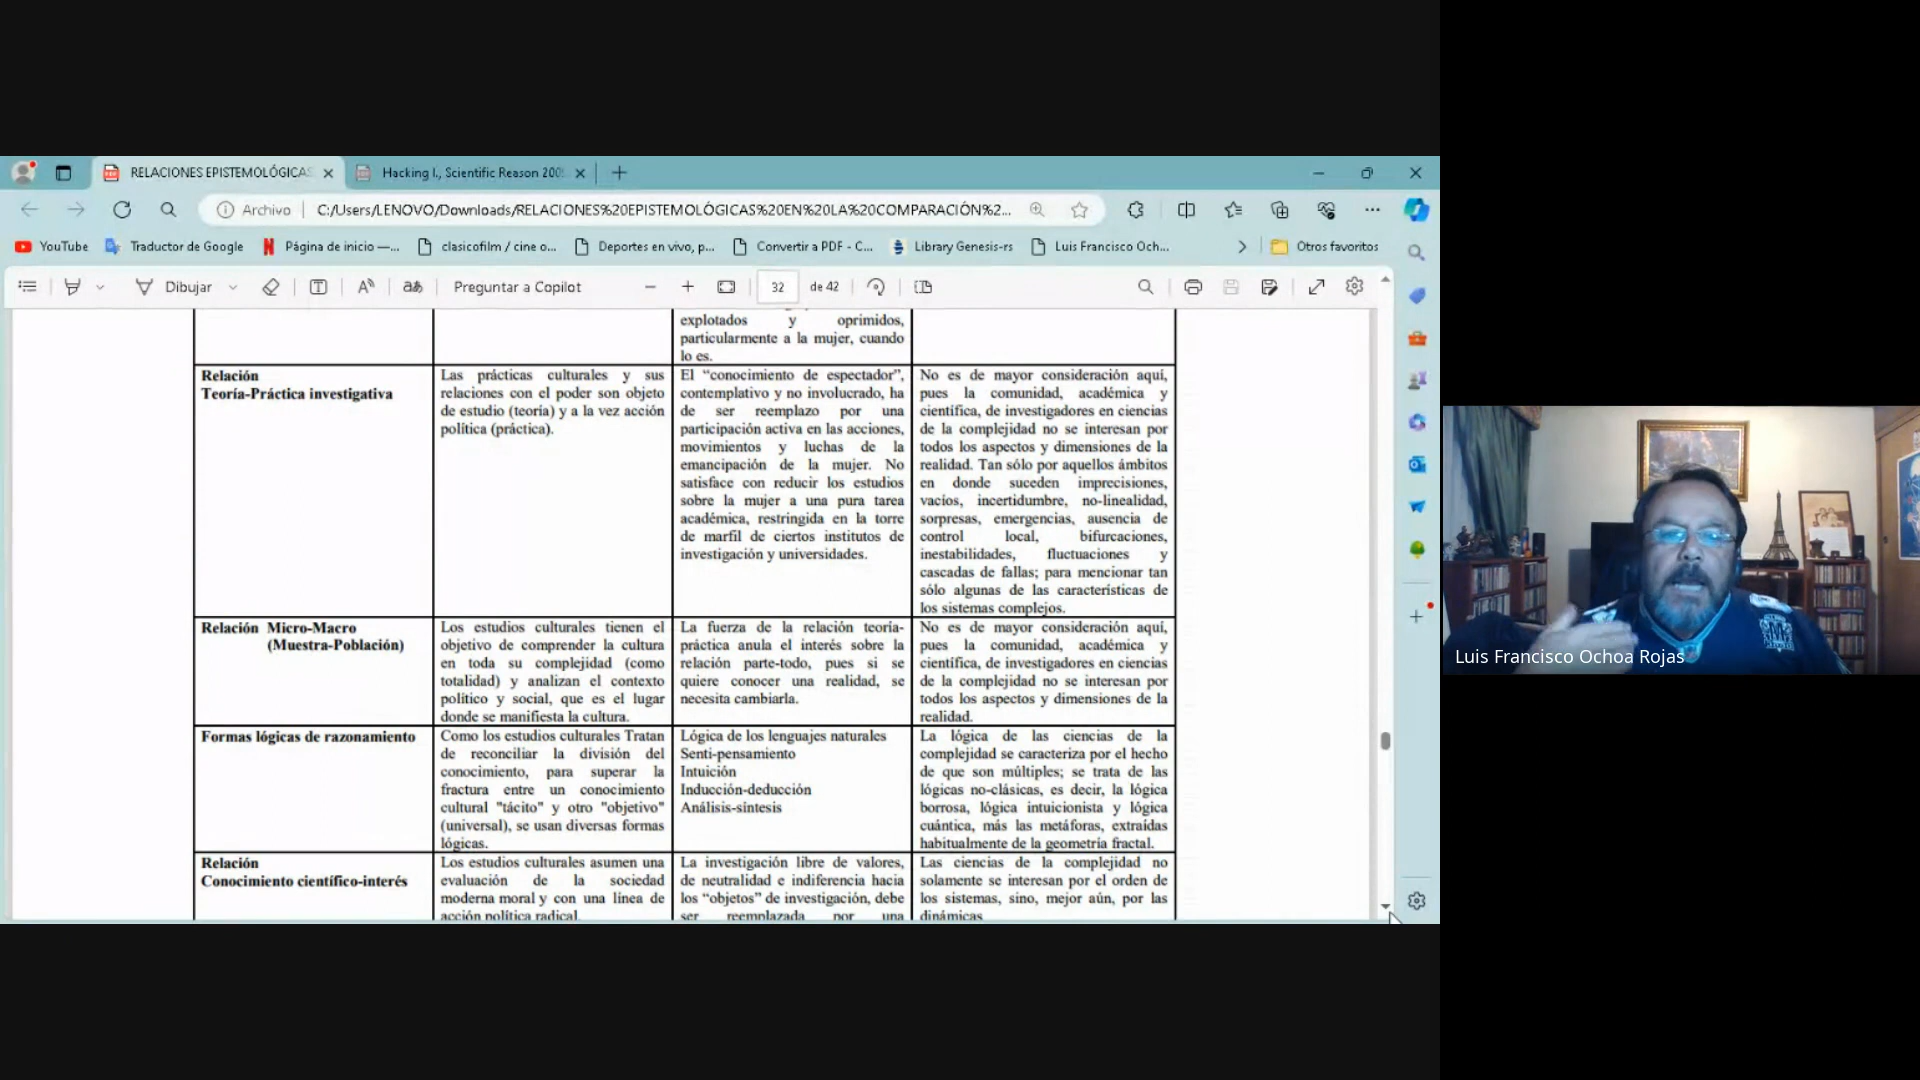 RELACIONES EPISTEMOLÓGICAS
Hacking I., Scientific Reason 200
Archivo
C:/Users/LENOVO/Downloads/RELACIONES%20EPISTEMOLÓGICAS%20EN%20LA%20COMPARACIÓN%2...
YouTube
Traductor de Google
Página de inicio —...
clasicofilm / cine o...
Deportes en vivo, p...
Convertir a PDF - C...
Library Genesis-rs
Luis Francisco Och...
Otros favoritos
Dibujar
Preguntar a Copilot
32
de 42
explotados y oprimidos,
particularmente a la mujer, cuando
lo es.
Relación
Teoría-Práctica investigativa
Las prácticas culturales y sus
relaciones con el poder son objeto
de estudio (teoría) y a la vez acción
política (práctica).
El “conocimiento de espectador”,
contemplativo y no involucrado, ha
de ser reemplazo por una
participación activa en las acciones,
movimientos y luchas de la
emancipación de la mujer. No
satisface con reducir los estudios
sobre la mujer a una pura tarea
académica, restringida en la torre
de marfil de ciertos institutos de
investigación y universidades.
No es de mayor consideración aquí,
pues la comunidad, académica y
científica, de investigadores en ciencias
de la complejidad no se interesan por
todos los aspectos y dimensiones de la
realidad. Tan sólo por aquellos ámbitos
en donde suceden imprecisiones,
vacíos, incertidumbre, no-linealidad,
sorpresas, emergencias, ausencia de
control local, bifurcaciones,
inestabilidades, fluctuaciones y
cascadas de fallas; para mencionar tan
sólo algunas de las características de
los sistemas complejos.
Relación Micro-Macro
(Muestra-Población)
Los estudios culturales tienen el
objetivo de comprender la cultura
en toda su complejidad (como
totalidad) y analizan el contexto
político y social, que es el lugar
donde se manifiesta la cultura.
La fuerza de la relación teoría-
práctica anula el interés sobre la
relación parte-todo, pues si se
quiere conocer una realidad, se
necesita cambiarla.
No es de mayor consideración aquí,
pues la comunidad, académica y
científica, de investigadores en ciencias
de la complejidad no se interesan por
todos los aspectos y dimensiones de la
realidad.
Formas lógicas de razonamiento
Como los estudios culturales Tratan
de reconciliar la división del
conocimiento, para superar la
fractura entre un conocimiento
cultural "tácito" y otro "objetivo"
(universal), se usan diversas formas
lógicas.
Lógica de los lenguajes naturales
Senti-pensamiento
Intuición
Inducción-deducción
Análisis-síntesis
La lógica de las ciencias de la
complejidad se caracteriza por el hecho
de que son múltiples; se trata de las
lógicas no-clásicas, es decir, la lógica
borrosa, lógica intuicionista y lógica
cuántica, más las metáforas, extraídas
habitualmente de la geometría fractal.
Relación
Conocimiento científico-interés
Los estudios culturales asumen una
evaluación de la sociedad
moderna moral y con una línea de
acción política radical.
La investigación libre de valores,
de neutralidad e indiferencia hacia
los “objetos” de investigación, debe
ser reemplazada por una
Las ciencias de la complejidad no
solamente se interesan por el orden de
los sistemas, sino, mejor aún, por las
dinámicas
Luis Francisco Ochoa Rojas